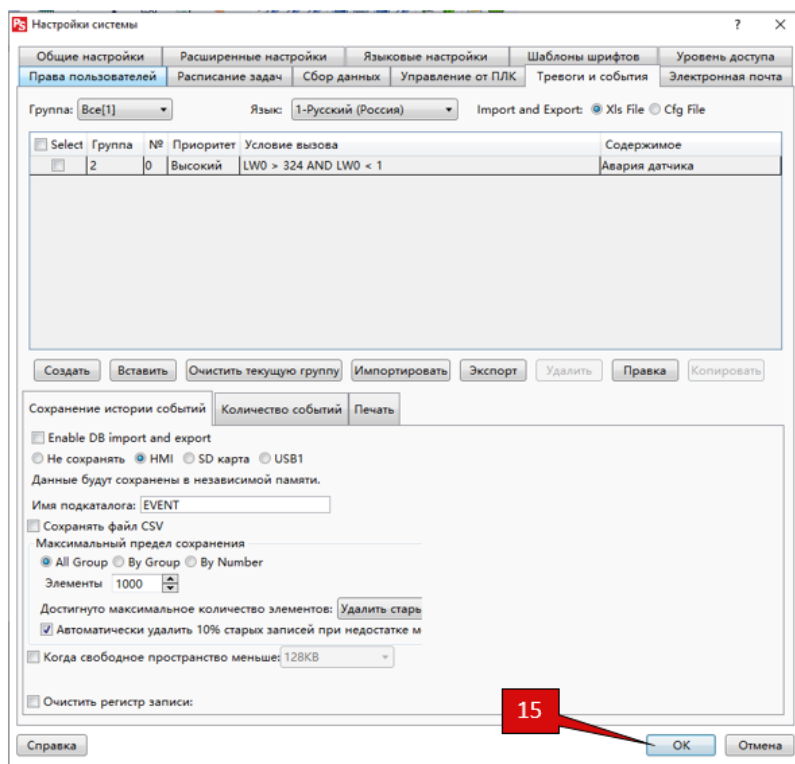 PS Настройки системы ? ×
Общие настройки Расширенные настройки Языковые настройки Шаблоны шрифтов Уровень доступа
Права пользователей Расписание задач Сбор данных Управление от ПЛК Тревоги и события Электронная почта
Группа: Все[1] Язык: 1-Русский (Россия) Import and Export: Xls File Cfg File
Select Группа № Приоритет Условие вызова Содержимое
2 0 Высокий LW0 > 324 AND LW0 < 1 Авария датчика
Создать Вставить Очистить текущую группу Импортировать Экспорт Удалить Правка Копировать
Сохранение истории событий Количество событий Печать
Enable DB import and export
Не сохранять HMI SD карта USB1
Данные будут сохранены в независимой памяти.
Имя подкаталога: EVENT
Сохранять файл CSV
Максимальный предел сохранения
All Group By Group By Number
Элементы 1000
Достигнуто максимальное количество элементов: Удалить стары
Автоматически удалить 10% старых записей при недостатке м
Когда свободное пространство меньше: 128KB
Очистить регистр записи:
15
Справка OK Отмена